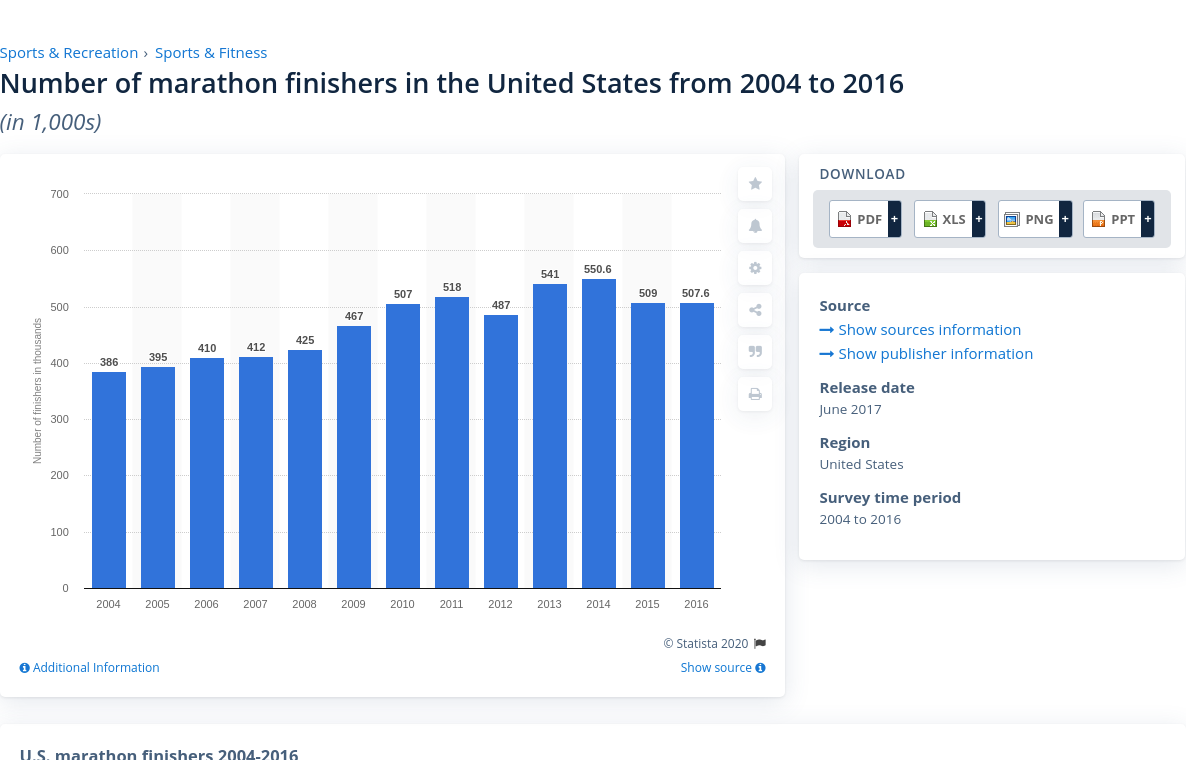 Sports & Recreation › Sports & Fitness
Number of marathon finishers in the United States from 2004 to 2016
(in 1,000s)
Number of finishers in thousands
700
600
500
400
300
200
100
0
386 395 410 412 425 467 507 518 487 541 550.6 509 507.6
2004 2005 2006 2007 2008 2009 2010 2011 2012 2013 2014 2015 2016
© Statista 2020
Additional Information
Show source
DOWNLOAD
PDF + XLS + PNG + PPT +
Source
Show sources information
Show publisher information
Release date
June 2017
Region
United States
Survey time period
2004 to 2016
U.S. marathon finishers 2004-2016